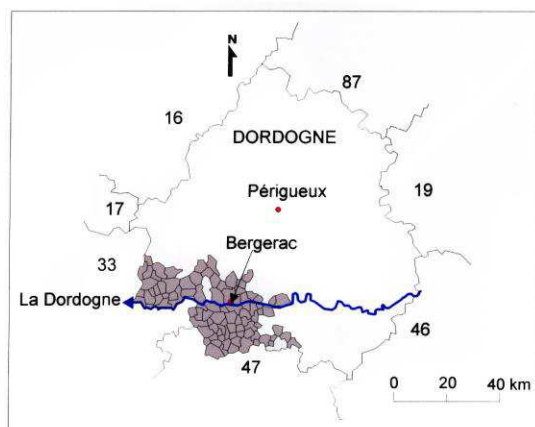 N
87
16
DORDOGNE
Périgueux
19
17
Bergerac
33
La Dordogne
46
47
0 20 40 km